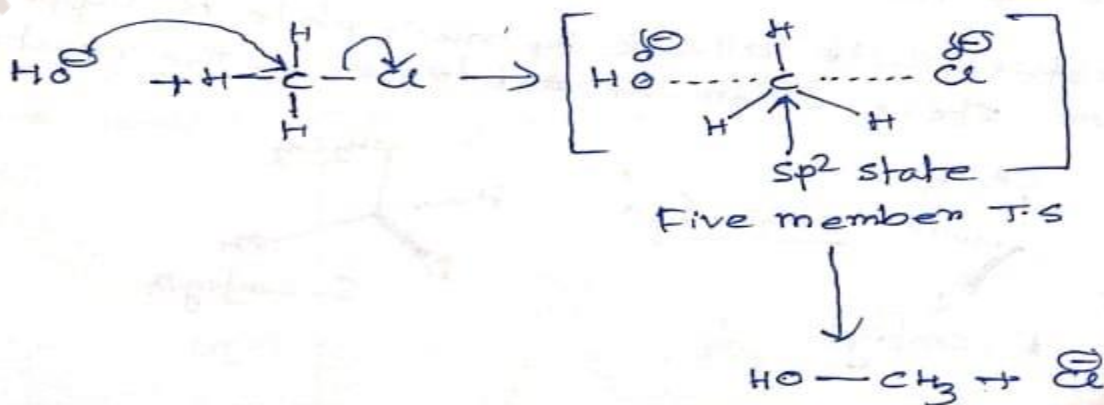 H
HO⊖ + H — C — Cl ⟶ [ HO ------ C ------ Cl ]
H
δ⊖ H δ⊖
H H
Sp² state
Five member T.S
HO — CH₃ + Cl⊖